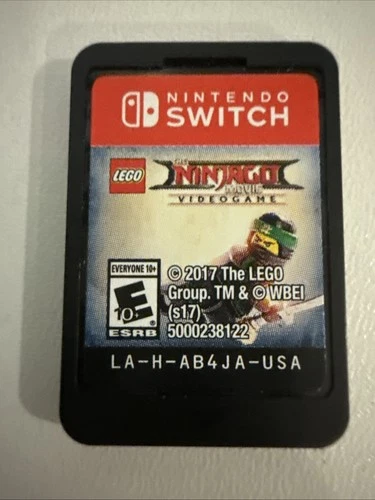 NINTENDO
SWITCH
LEGO
THE
NINJAGO
MOVIE
VIDEOGAME
EVERYONE 10+
E
10+
ESRB
© 2017 The LEGO
Group. TM & © WBEI
(s17)
5000238122
LA-H-AB4JA-USA